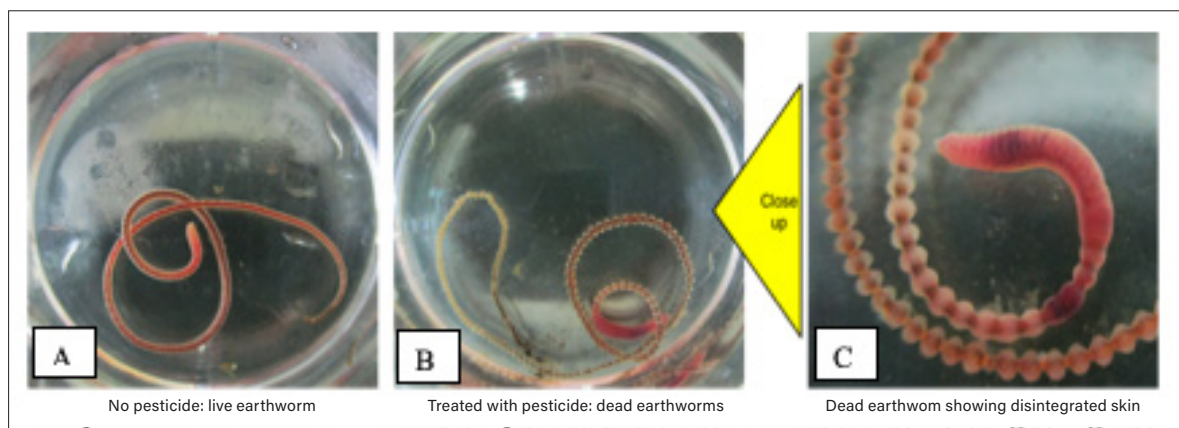 A
B
Close
up
C
No pesticide: live earthworm
Treated with pesticide: dead earthworms
Dead earthwom showing disintegrated skin